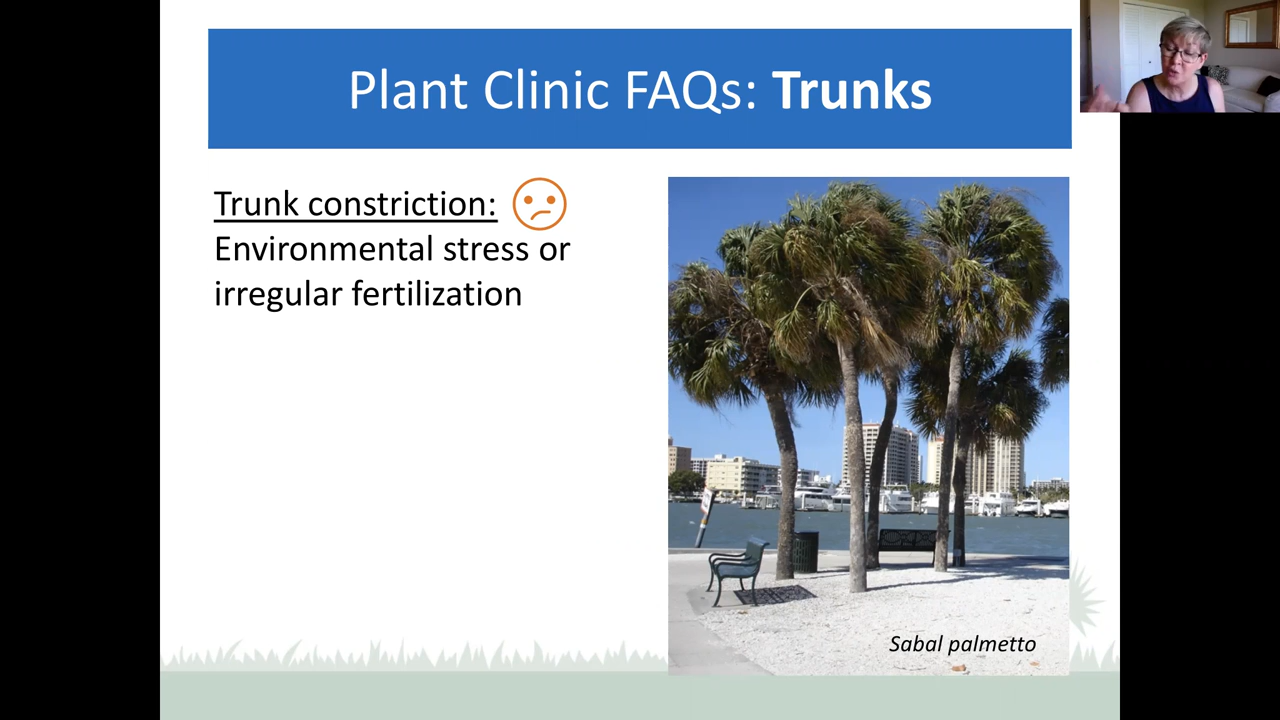 Plant Clinic FAQs: Trunks
Trunk constriction:
Environmental stress or
irregular fertilization
Sabal palmetto